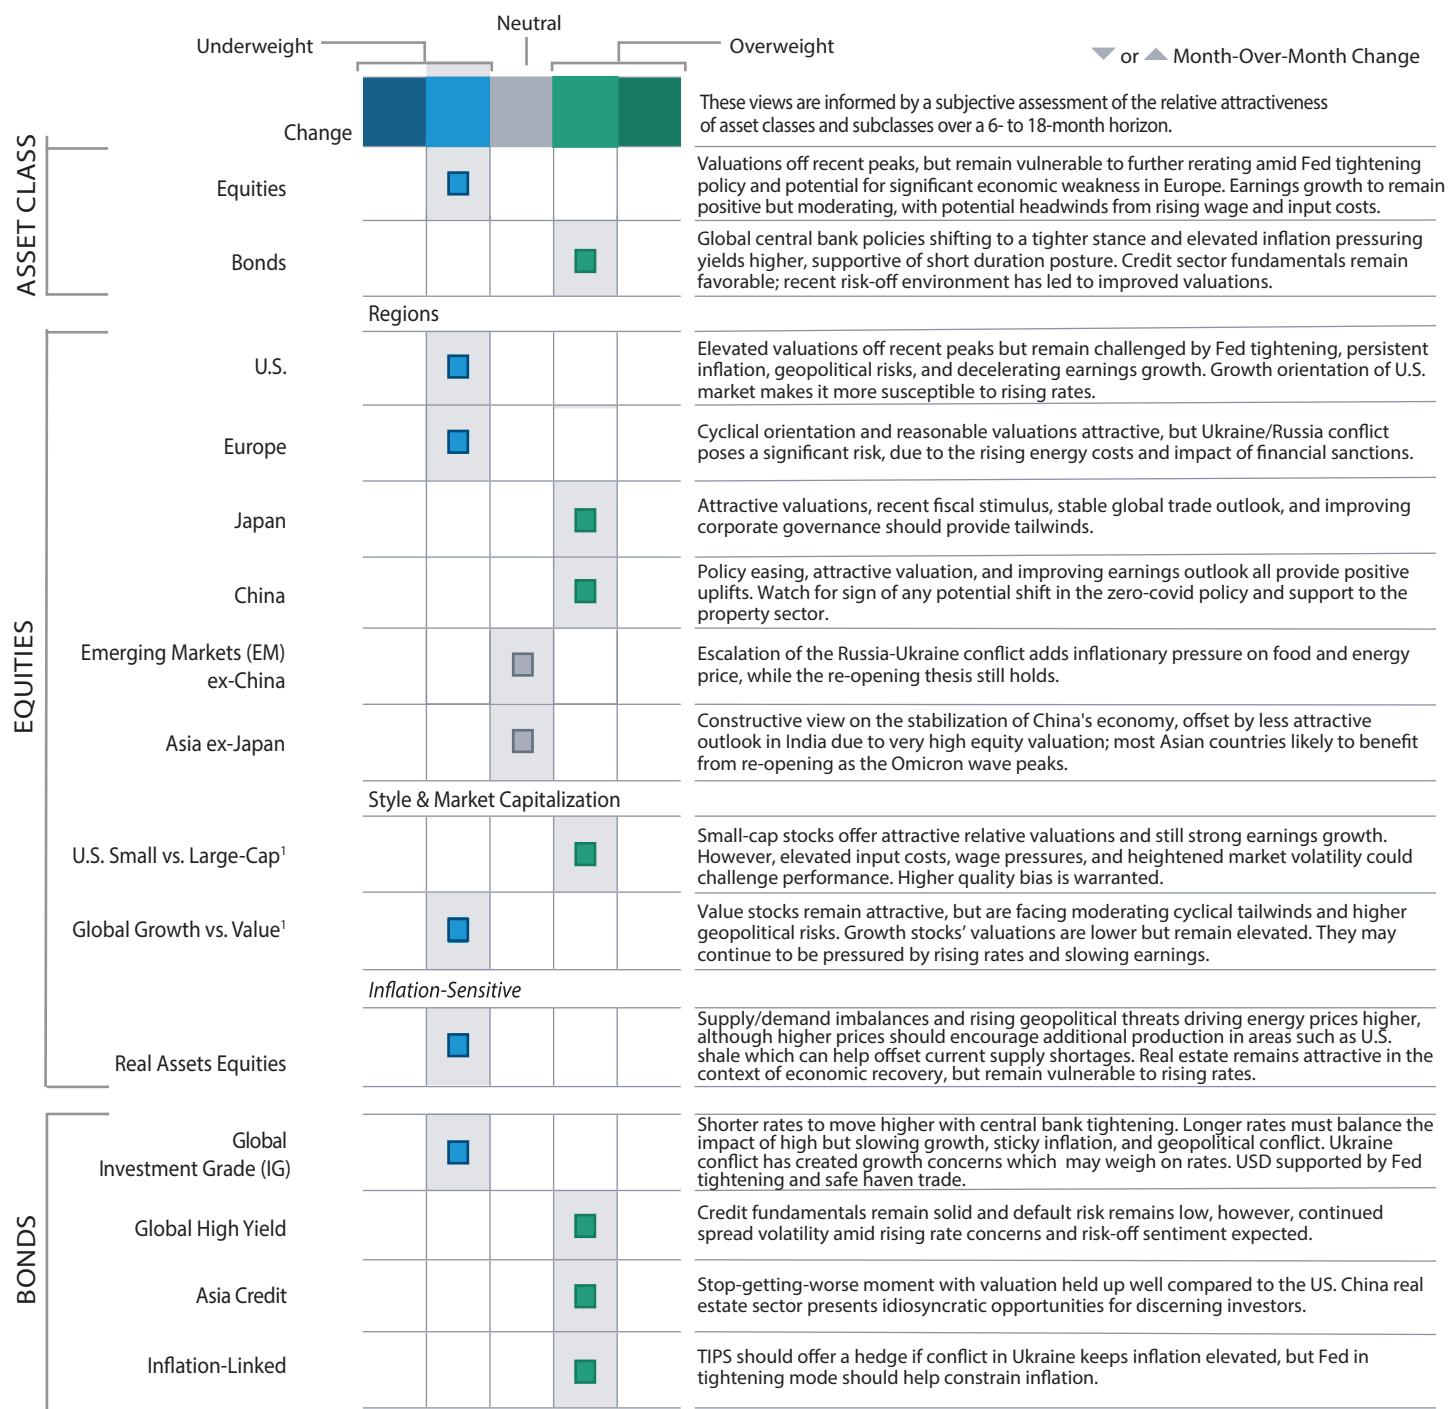 Neutral
Underweight
Overweight
or Month-Over-Month Change
Change
These views are informed by a subjective assessment of the relative attractiveness
of asset classes and subclasses over a 6- to 18-month horizon.
ASSET CLASS
Equities
Valuations off recent peaks, but remain vulnerable to further rerating amid Fed tightening
policy and potential for significant economic weakness in Europe. Earnings growth to remain
positive but moderating, with potential headwinds from rising wage and input costs.
Bonds
Global central bank policies shifting to a tighter stance and elevated inflation pressuring
yields higher, supportive of short duration posture. Credit sector fundamentals remain
favorable; recent risk-off environment has led to improved valuations.
EQUITIES
Regions
U.S.
Elevated valuations off recent peaks but remain challenged by Fed tightening, persistent
inflation, geopolitical risks, and decelerating earnings growth. Growth orientation of U.S.
market makes it more susceptible to rising rates.
Europe
Cyclical orientation and reasonable valuations attractive, but Ukraine/Russia conflict
poses a significant risk, due to the rising energy costs and impact of financial sanctions.
Japan
Attractive valuations, recent fiscal stimulus, stable global trade outlook, and improving
corporate governance should provide tailwinds.
China
Policy easing, attractive valuation, and improving earnings outlook all provide positive
uplifts. Watch for sign of any potential shift in the zero-covid policy and support to the
property sector.
Emerging Markets (EM)
ex-China
Escalation of the Russia-Ukraine conflict adds inflationary pressure on food and energy
price, while the re-opening thesis still holds.
Asia ex-Japan
Constructive view on the stabilization of China's economy, offset by less attractive
outlook in India due to very high equity valuation; most Asian countries likely to benefit
from re-opening as the Omicron wave peaks.
Style & Market Capitalization
U.S. Small vs. Large-Cap1
Small-cap stocks offer attractive relative valuations and still strong earnings growth.
However, elevated input costs, wage pressures, and heightened market volatility could
challenge performance. Higher quality bias is warranted.
Global Growth vs. Value1
Value stocks remain attractive, but are facing moderating cyclical tailwinds and higher
geopolitical risks. Growth stocks’ valuations are lower but remain elevated. They may
continue to be pressured by rising rates and slowing earnings.
Inflation-Sensitive
Real Assets Equities
Supply/demand imbalances and rising geopolitical threats driving energy prices higher,
although higher prices should encourage additional production in areas such as U.S.
shale which can help offset current supply shortages. Real estate remains attractive in the
context of economic recovery, but remain vulnerable to rising rates.
BONDS
Global
Investment Grade (IG)
Shorter rates to move higher with central bank tightening. Longer rates must balance the
impact of high but slowing growth, sticky inflation, and geopolitical conflict. Ukraine
conflict has created growth concerns which may weigh on rates. USD supported by Fed
tightening and safe haven trade.
Global High Yield
Credit fundamentals remain solid and default risk remains low, however, continued
spread volatility amid rising rate concerns and risk-off sentiment expected.
Asia Credit
Stop-getting-worse moment with valuation held up well compared to the US. China real
estate sector presents idiosyncratic opportunities for discerning investors.
Inflation-Linked
TIPS should offer a hedge if conflict in Ukraine keeps inflation elevated, but Fed in
tightening mode should help constrain inflation.